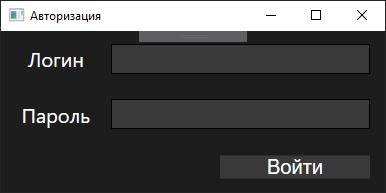 Авторизация
Логин
Пароль
Войти